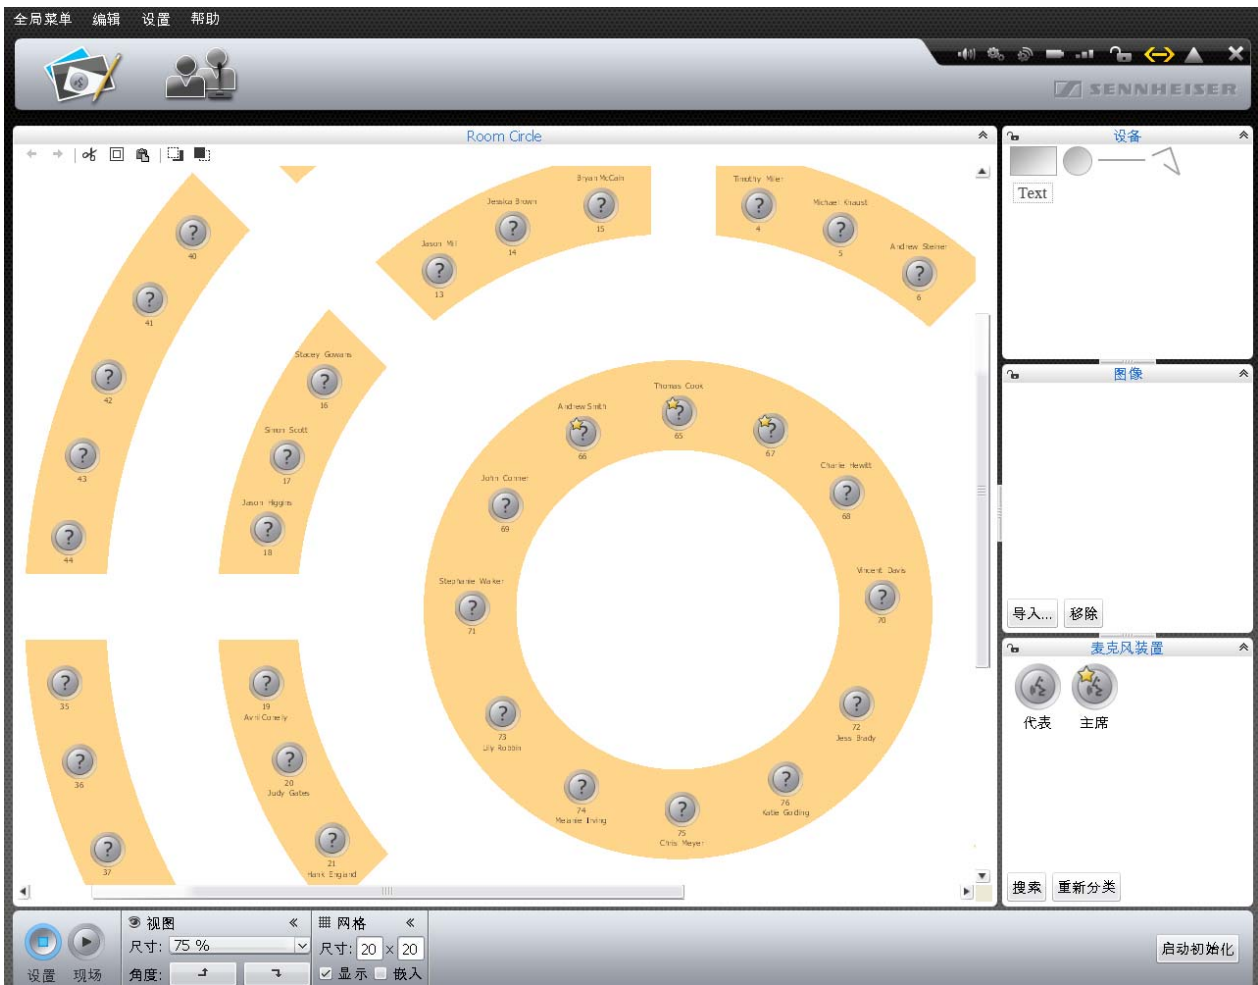 全局菜单 编辑 设置 帮助
SENNHEISER
Room Circle
Bryan McCain
15
Jessica Brown
14
Jason Mil
13
Timothy Miller
4
Michael Knaust
5
Andrew Steiner
6
40
41
42
43
44
Stacey Gowans
16
Simon Scott
17
Jason Higgins
18
Thomas Cook
65
Andrew Smith
66
67
Charlie Hewitt
68
John Conner
69
Vincent Davis
70
Stephanie Walker
71
72
Jess Brady
73
Lily Robbin
74
Melanie Irving
75
Chris Meyer
76
Katie Golding
35
36
37
19
20
Judy Gates
21
Hank England
设备
Text
图像
导入... 移除
麦克风装置
代表 主席
搜索 重新分类
设置 现场
视图
尺寸: 75 %
角度:
网格
尺寸: 20 × 20
显示 嵌入
启动初始化